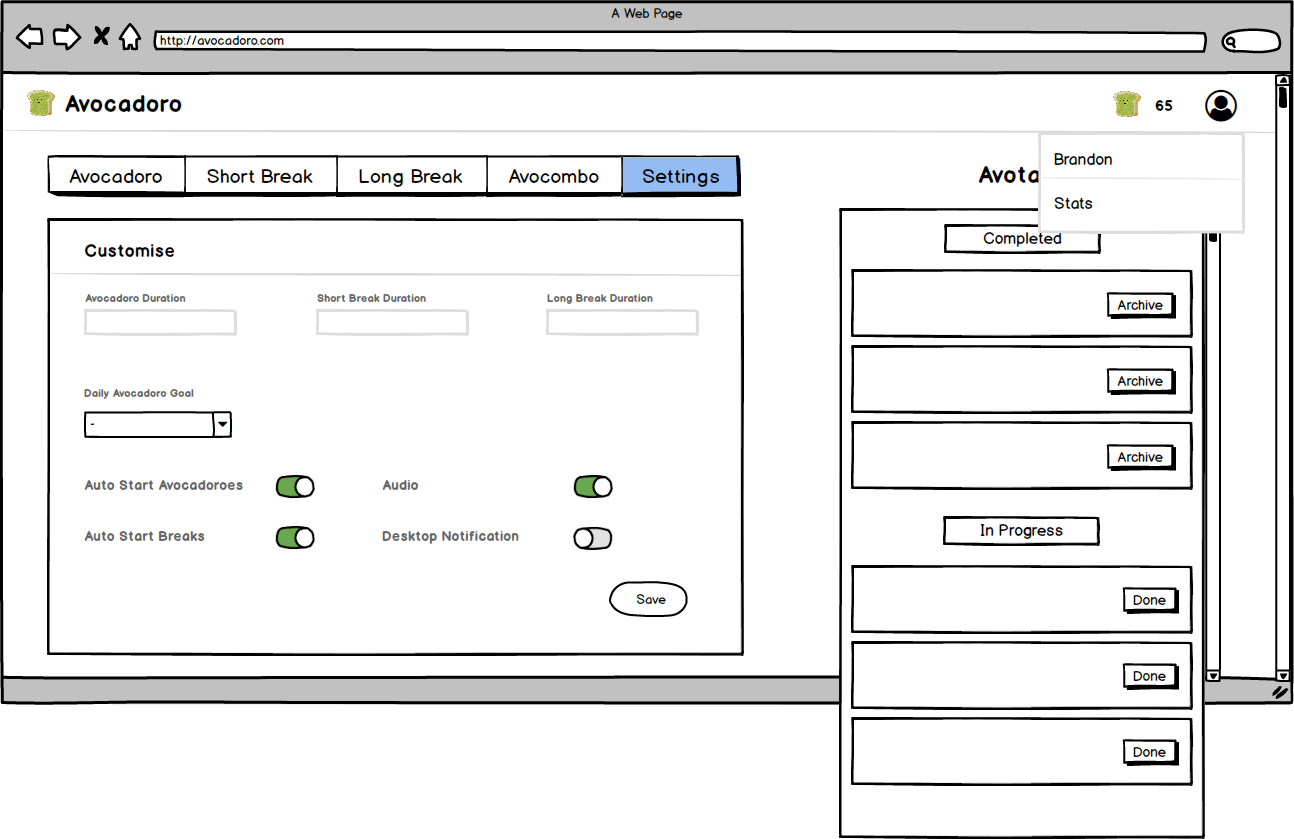 A Web Page
http://avocadoro.com
Avocadoro
65
Brandon
Stats
Avocadoro
Short Break
Long Break
Avocombo
Settings
Customise
Avocadoro Duration
Short Break Duration
Long Break Duration
Daily Avocadoro Goal
-
Auto Start Avocadoroes
Audio
Auto Start Breaks
Desktop Notification
Save
Avota
Completed
Archive
Archive
Archive
In Progress
Done
Done
Done